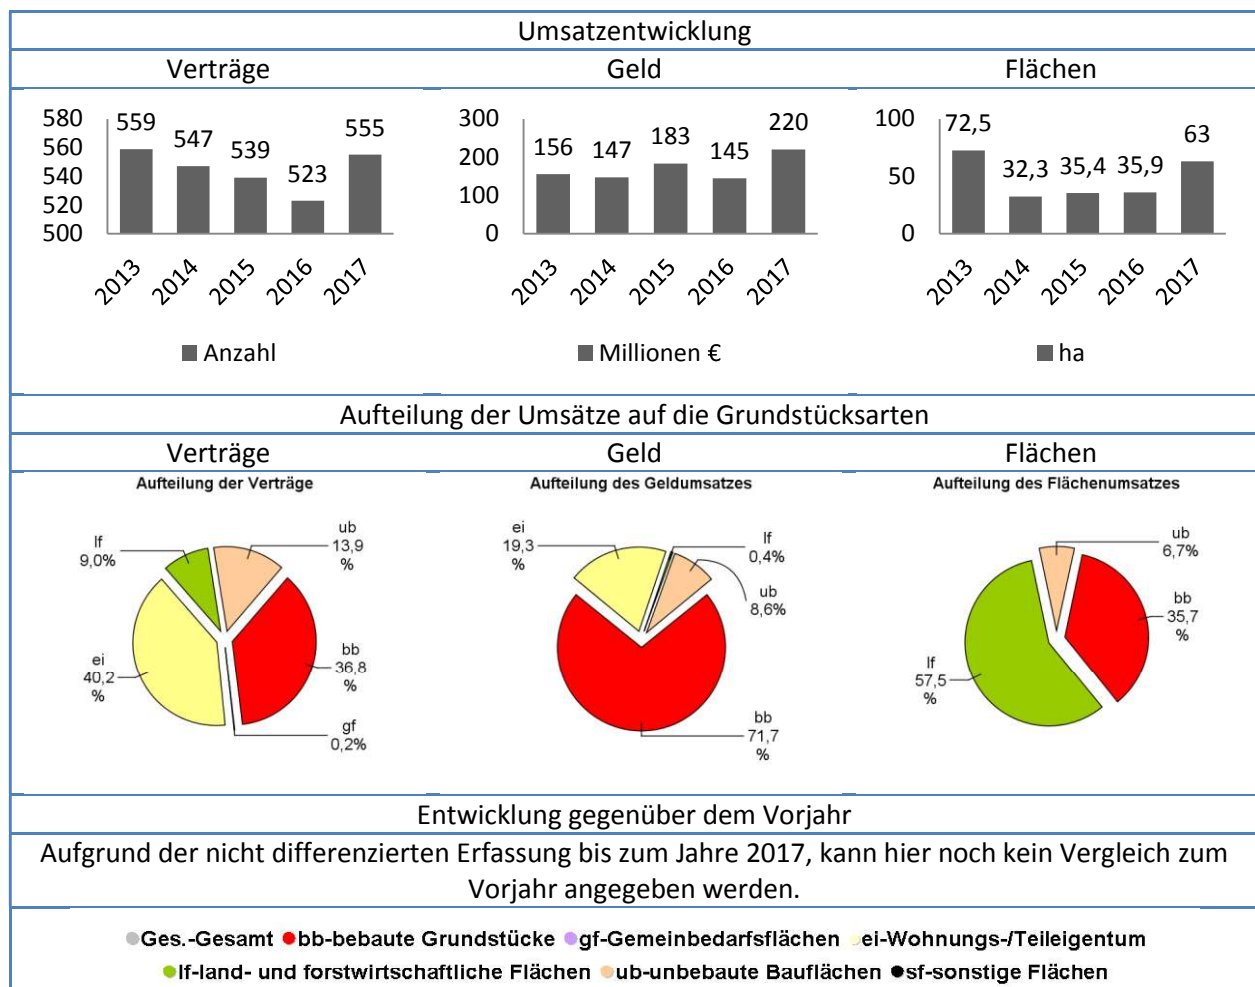 Umsatzentwicklung
Verträge Geld Flächen
580
560
540
520
500
559
547
539
523
555
2013 2014 2015 2016 2017
Anzahl
300
200
100
0
156
147
183
145
220
2013 2014 2015 2016 2017
Millionen €
100
50
0
72,5
32,3
35,4
35,9
63
2013 2014 2015 2016 2017
ha
Aufteilung der Umsätze auf die Grundstücksarten
Verträge Geld Flächen
Aufteilung der Verträge
lf
9,0%
ub
13,9
%
ei
40,2
%
bb
36,8
%
gf
0,2%
Aufteilung des Geldumsatzes
ei
19,3
%
lf
0,4%
ub
8,6%
bb
71,7
%
Aufteilung des Flächenumsatzes
ub
6,7%
bb
35,7
%
lf
57,5
%
Entwicklung gegenüber dem Vorjahr
Aufgrund der nicht differenzierten Erfassung bis zum Jahre 2017, kann hier noch kein Vergleich zum
Vorjahr angegeben werden.
Ges.-Gesamt bb-bebaute Grundstücke gf-Gemeinbedarfsflächen ei-Wohnungs-/Teileigentum
lf-land- und forstwirtschaftliche Flächen ub-unbebaute Bauflächen sf-sonstige Flächen